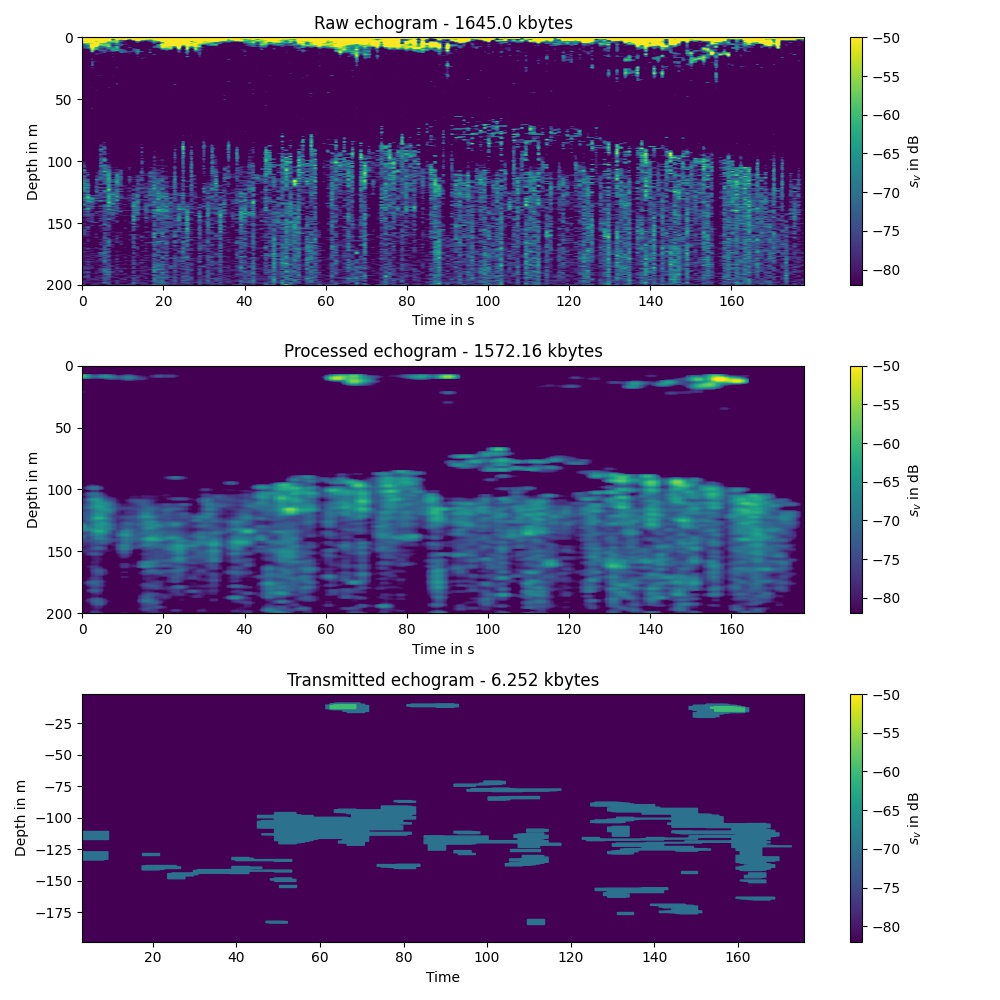 Raw echogram - 1645.0 kbytes
0
50
100
150
200
Depth in m
0 20 40 60 80 100 120 140 160
Time in s
−50
−55
−60
−65
−70
−75
−80
sᵥ in dB
Processed echogram - 1572.16 kbytes
0
50
100
150
200
Depth in m
0 20 40 60 80 100 120 140 160
Time in s
−50
−55
−60
−65
−70
−75
−80
sᵥ in dB
Transmitted echogram - 6.252 kbytes
−25
−50
−75
−100
−125
−150
−175
Depth in m
20 40 60 80 100 120 140 160
Time
−50
−55
−60
−65
−70
−75
−80
sᵥ in dB